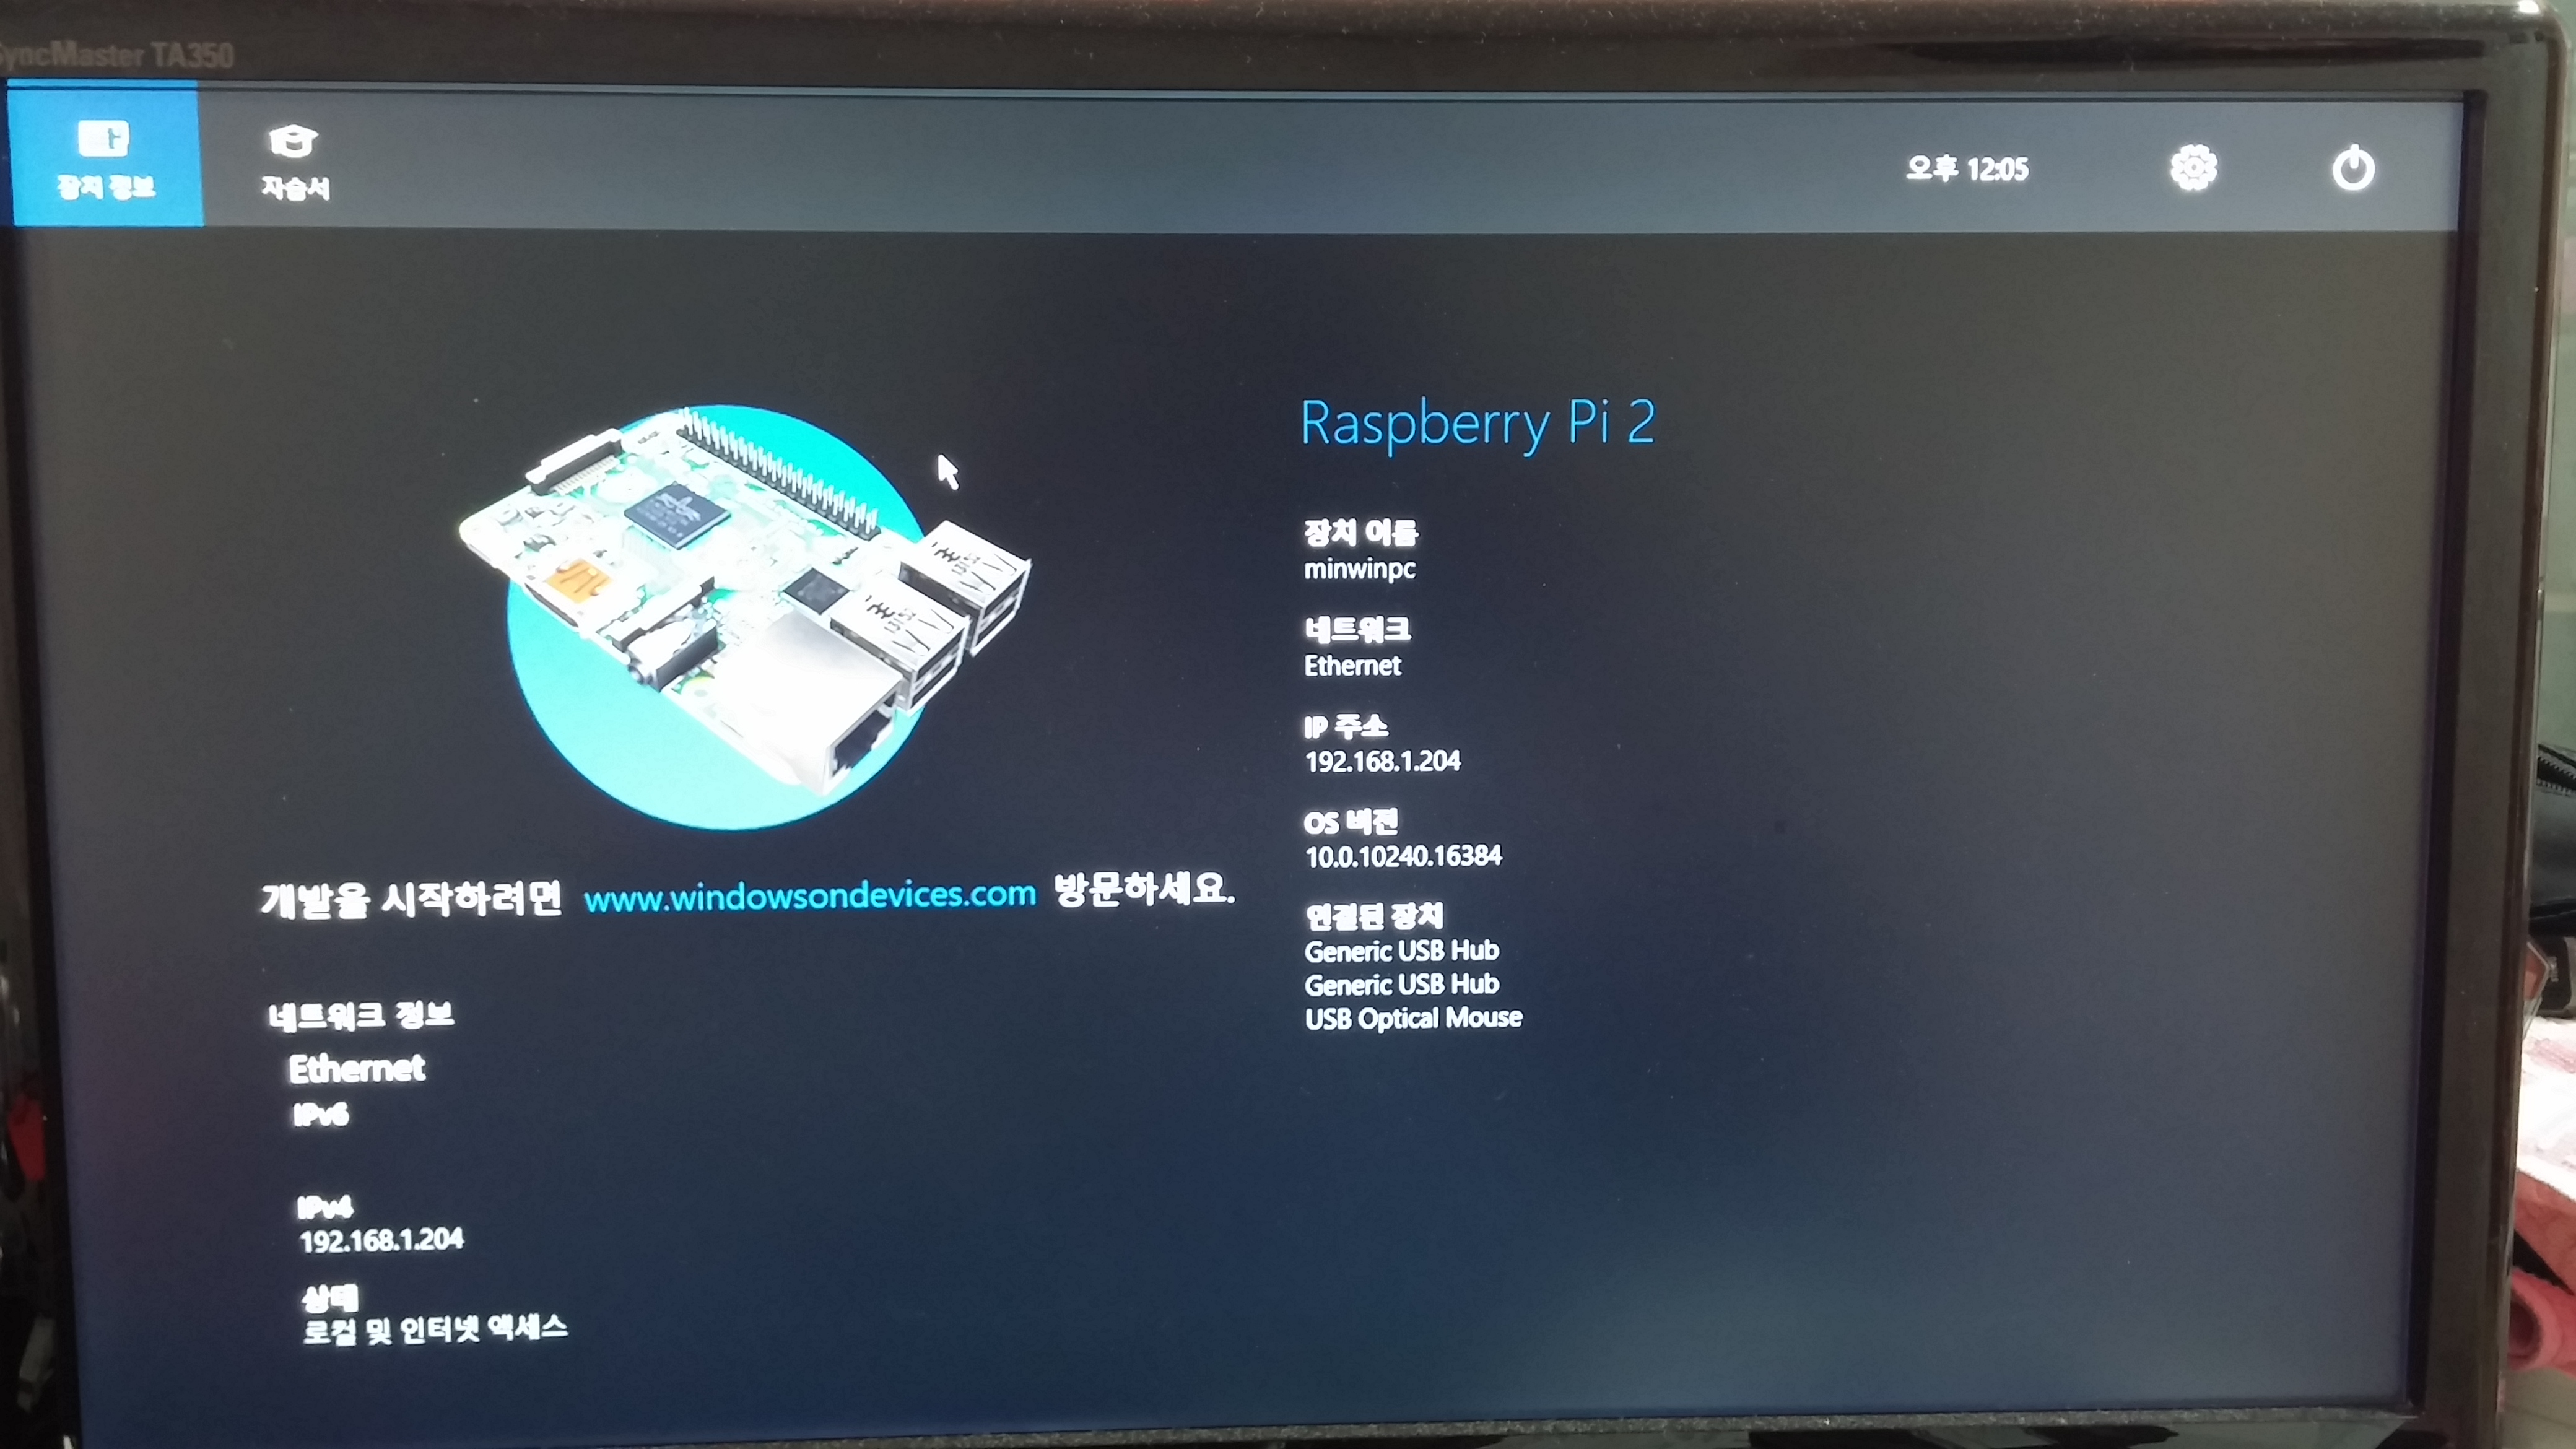 SyncMaster TA350
장치 정보
자습서
오후 12:05
Raspberry Pi 2
장치 이름
minwinpc
네트워크
Ethernet
IP 주소
192.168.1.204
OS 버전
10.0.10240.16384
연결된 장치
Generic USB Hub
Generic USB Hub
USB Optical Mouse
개발을 시작하려면 www.windowsondevices.com 방문하세요.
네트워크 정보
Ethernet
IPv6
IPv4
192.168.1.204
상태
로컬 및 인터넷 액세스